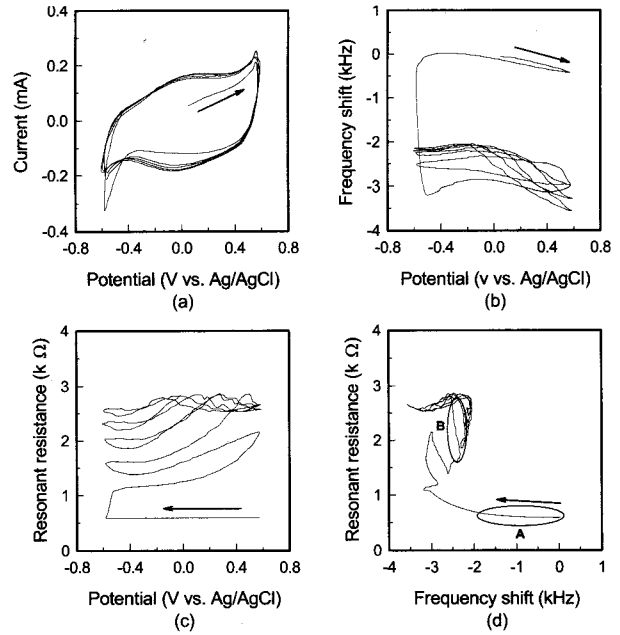 0.4
0.2
0.0
-0.2
-0.4
-0.8 -0.4 0.0 0.4 0.8
Current (mA)
Potential (V vs. Ag/AgCl)
(a)
1
0
-1
-2
-3
-4
-0.8 -0.4 0.0 0.4 0.8
Frequency shift (kHz)
Potential (v vs. Ag/AgCl)
(b)
4
3
2
1
0
-0.8 -0.4 0.0 0.4 0.8
Resonant resistance (k Ω)
Potential (V vs. Ag/AgCl)
(c)
4
3
2
1
0
-4 -3 -2 -1 0 1
Resonant resistance (k Ω)
B
A
Frequency shift (kHz)
(d)